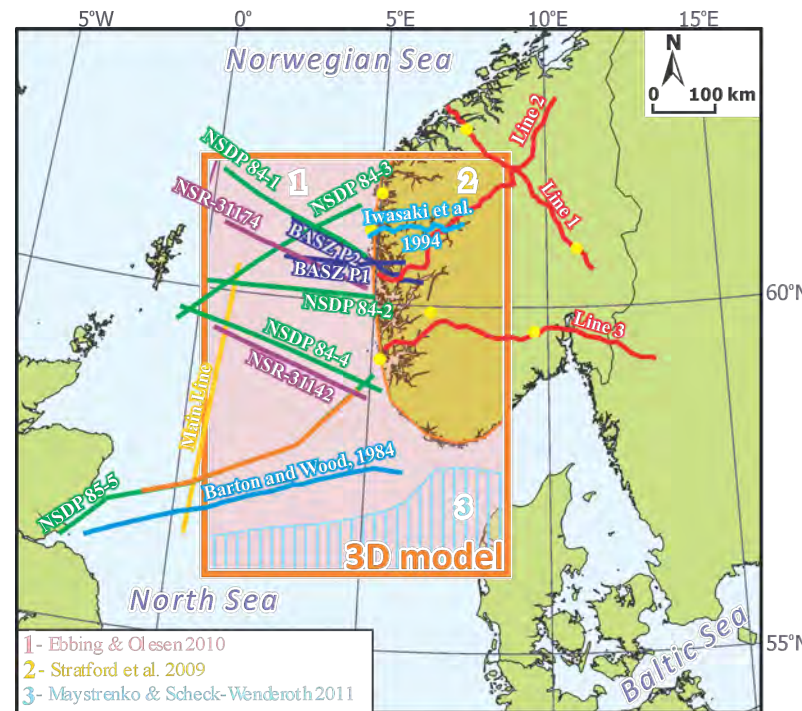 5°W 0° 5°E 10°E 15°E
Norwegian Sea
N
0 100 km
Line 2
NSDP 84-1
1
NSDP 84-3
2
NSR-31174
Iwasaki et al.
1994
Line 1
BASZ P2
BASZ P1
60°N
NSDP 84-2
Line 3
NSDP 84-4
NSR-31142
Main Line
Barton and Wood, 1984
NSDP 85-5
3
3D model
North Sea
Baltic Sea
55°N
1 - Ebbing & Olesen 2010
2 - Stratford et al. 2009
3 - Maystrenko & Scheck-Wenderoth 2011